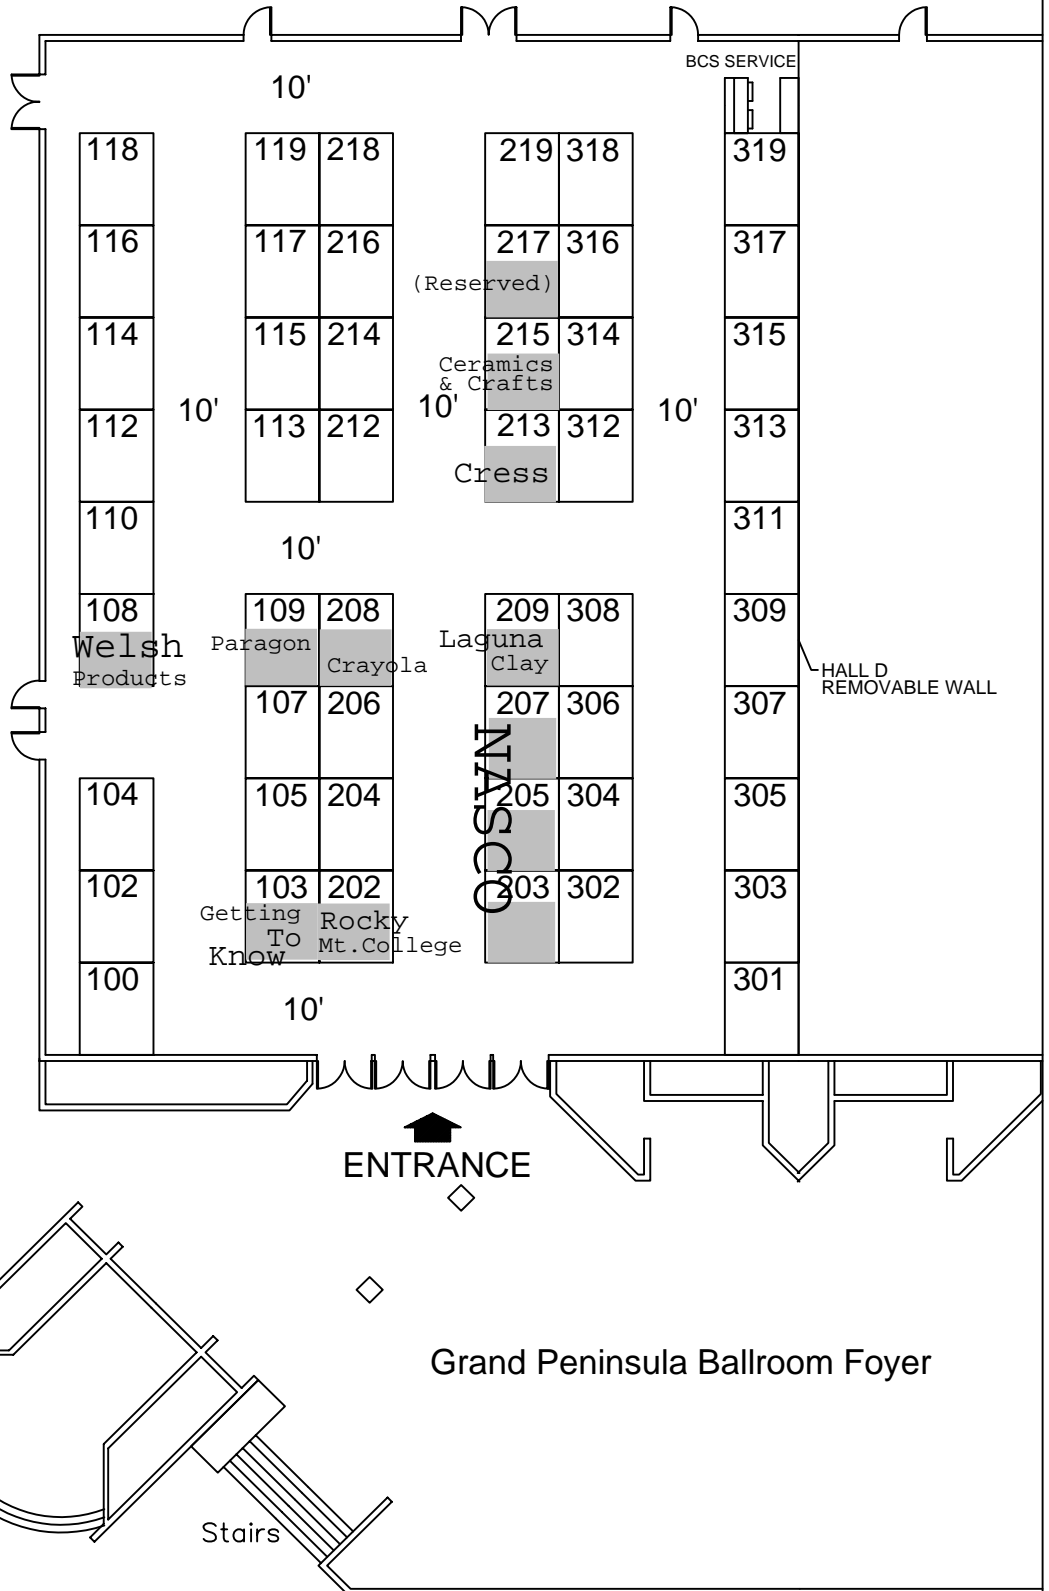 BCS SERVICE
10'
118 119 218 219 318 319
116 117 216 217 316 317
(Reserved)
114 115 214 215 314 315
Ceramics
& Crafts
10' 10' 10'
112 113 212 213 312 313
Cress
110 311
10'
108 109 208 209 308 309
Welsh Paragon Laguna
Products Crayola Clay
HALL D
REMOVABLE WALL
107 206 207 306 307
NASCO
104 105 204 205 304 305
102 103 202 203 302 303
Getting Rocky
To Mt.College
Know
100 301
10'
ENTRANCE
Grand Peninsula Ballroom Foyer
Stairs